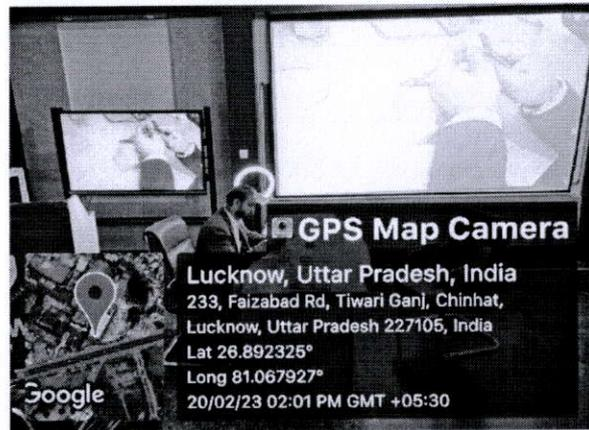 GPS Map Camera
Lucknow, Uttar Pradesh, India
233, Faizabad Rd, Tiwari Ganj, Chinhat,
Lucknow, Uttar Pradesh 227105, India
Lat 26.892325°
Long 81.067927°
20/02/23 02:01 PM GMT +05:30
Google